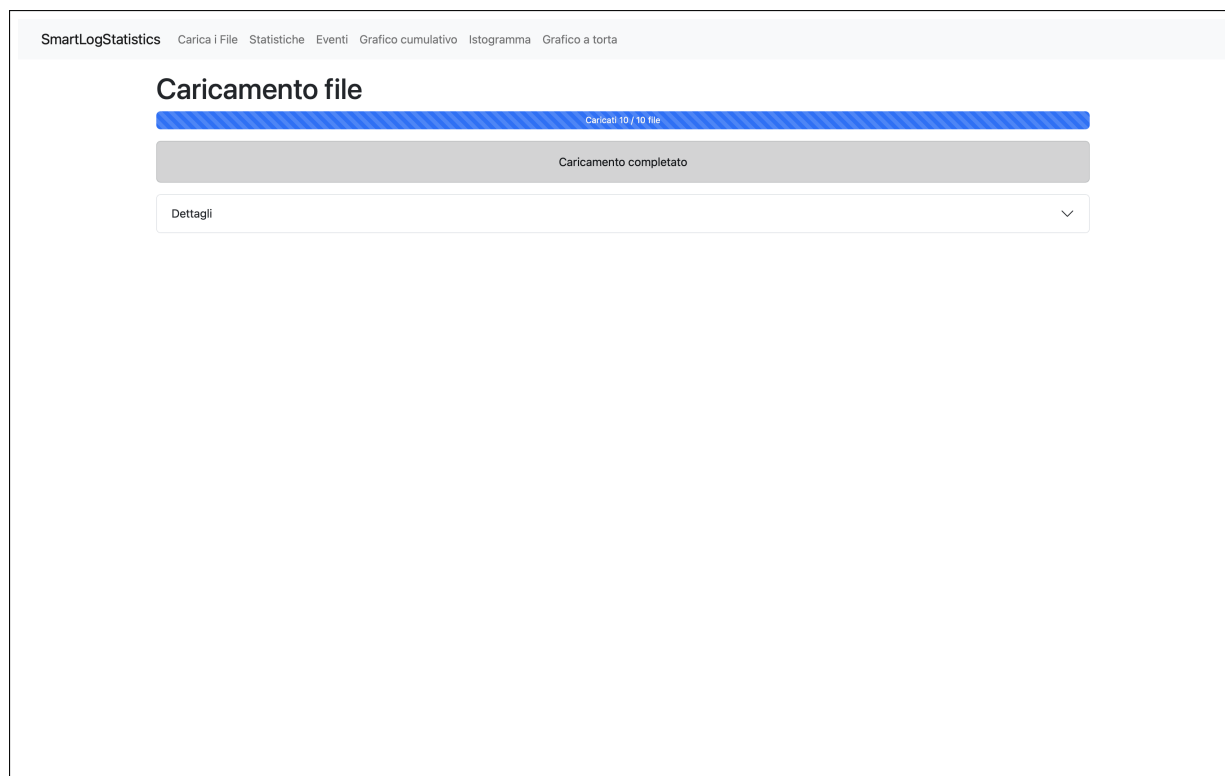 SmartLogStatistics Carica i File Statistiche Eventi Grafico cumulativo Istogramma Grafico a torta
Caricamento file
Caricati 10 / 10 file
Caricamento completato
Dettagli